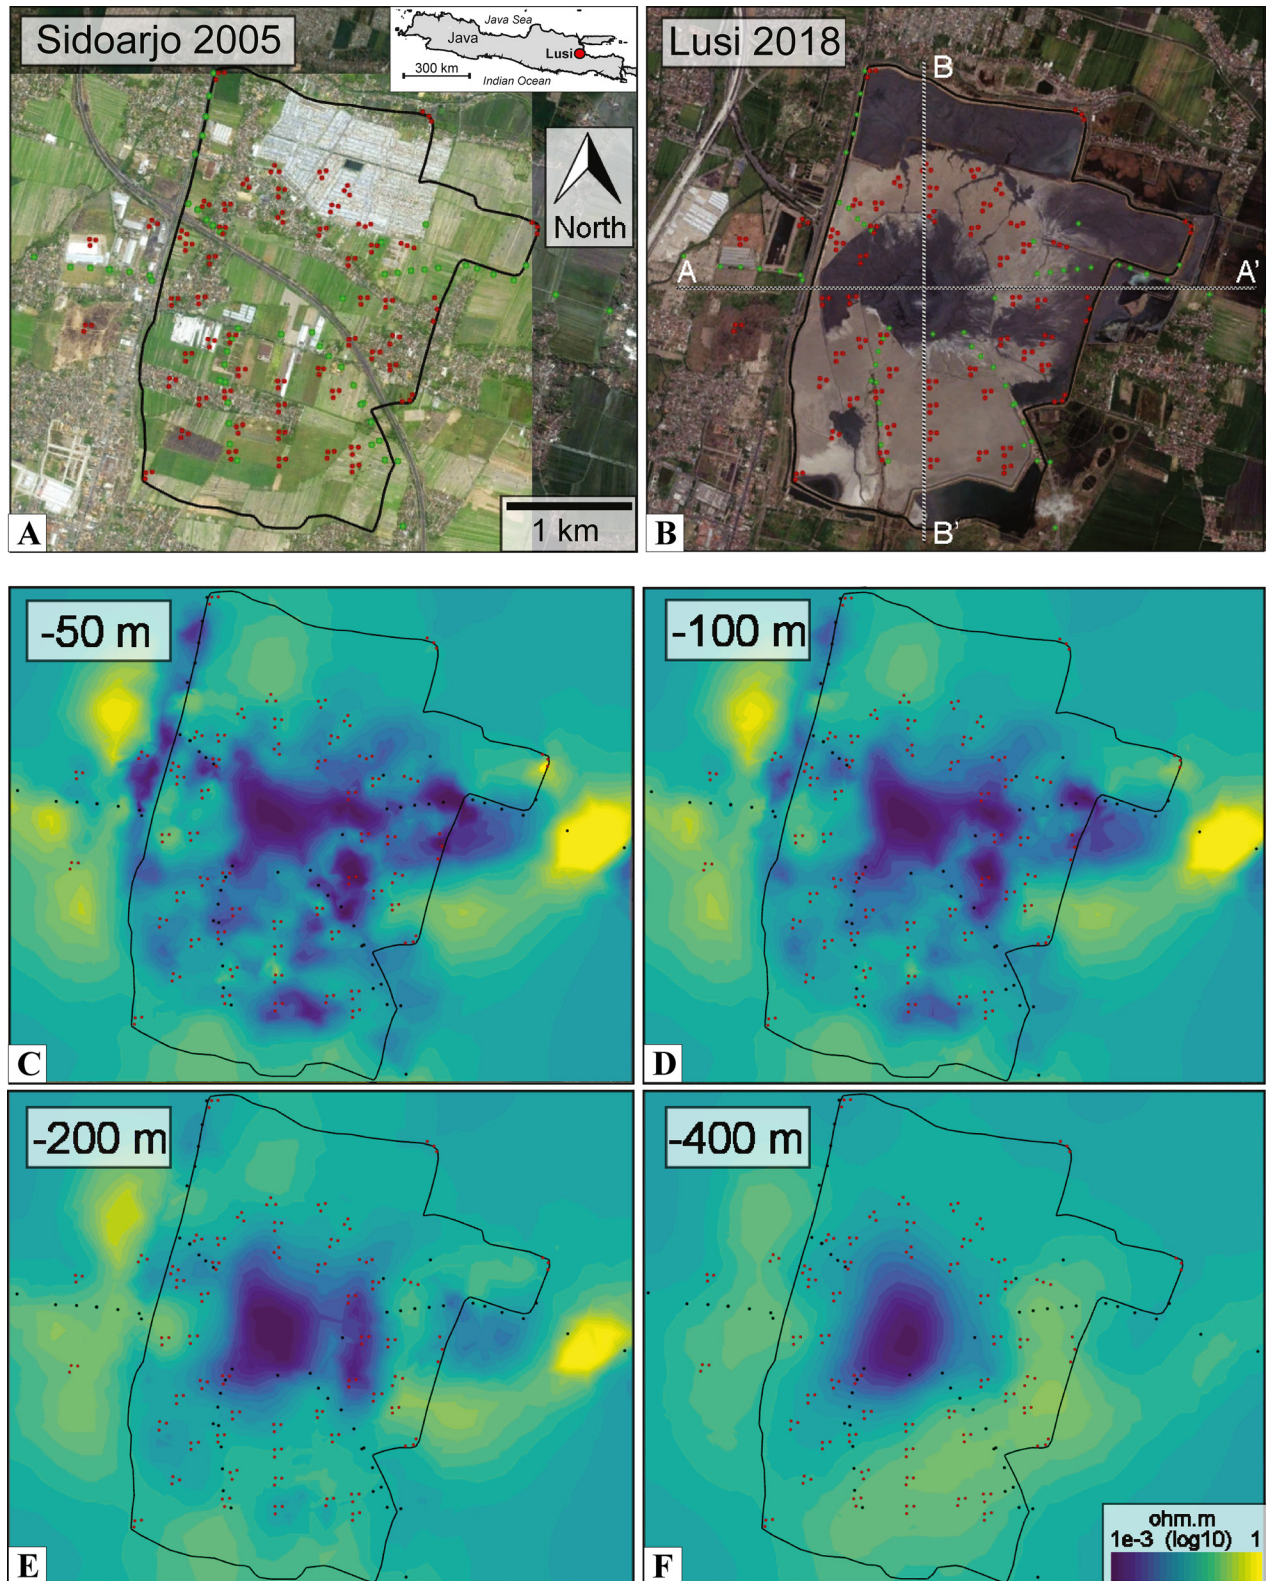 Sidoarjo 2005
Java Sea
Java
Lusi
300 km
Indian Ocean
North
1 km
A
Lusi 2018
B
A
A'
B'
B
-50 m
C
-100 m
D
-200 m
E
-400 m
ohm.m
1e-3 (log10) 1
F